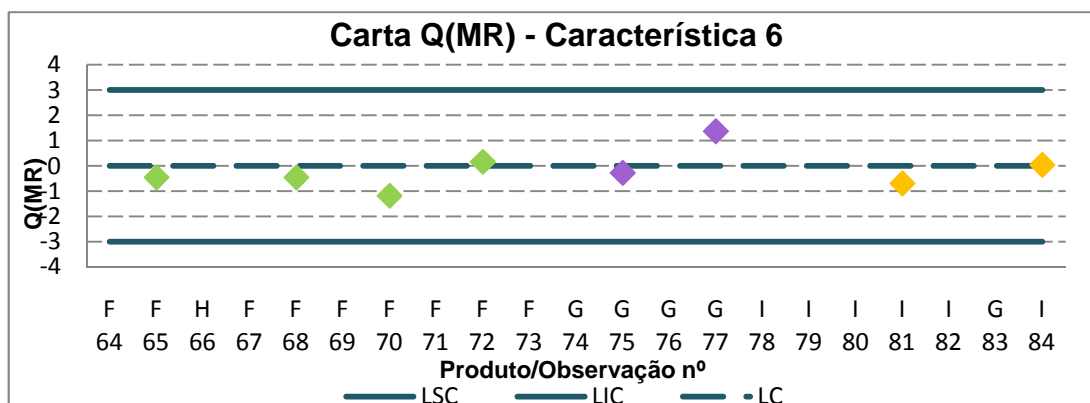 Carta Q(MR) - Característica 6
Q(MR)
4
3
2
1
0
-1
-2
-3
-4
F F H F F F F F F F G G G G I I I I I G I
64 65 66 67 68 69 70 71 72 73 74 75 76 77 78 79 80 81 82 83 84
Produto/Observação nº
LSC LIC LC